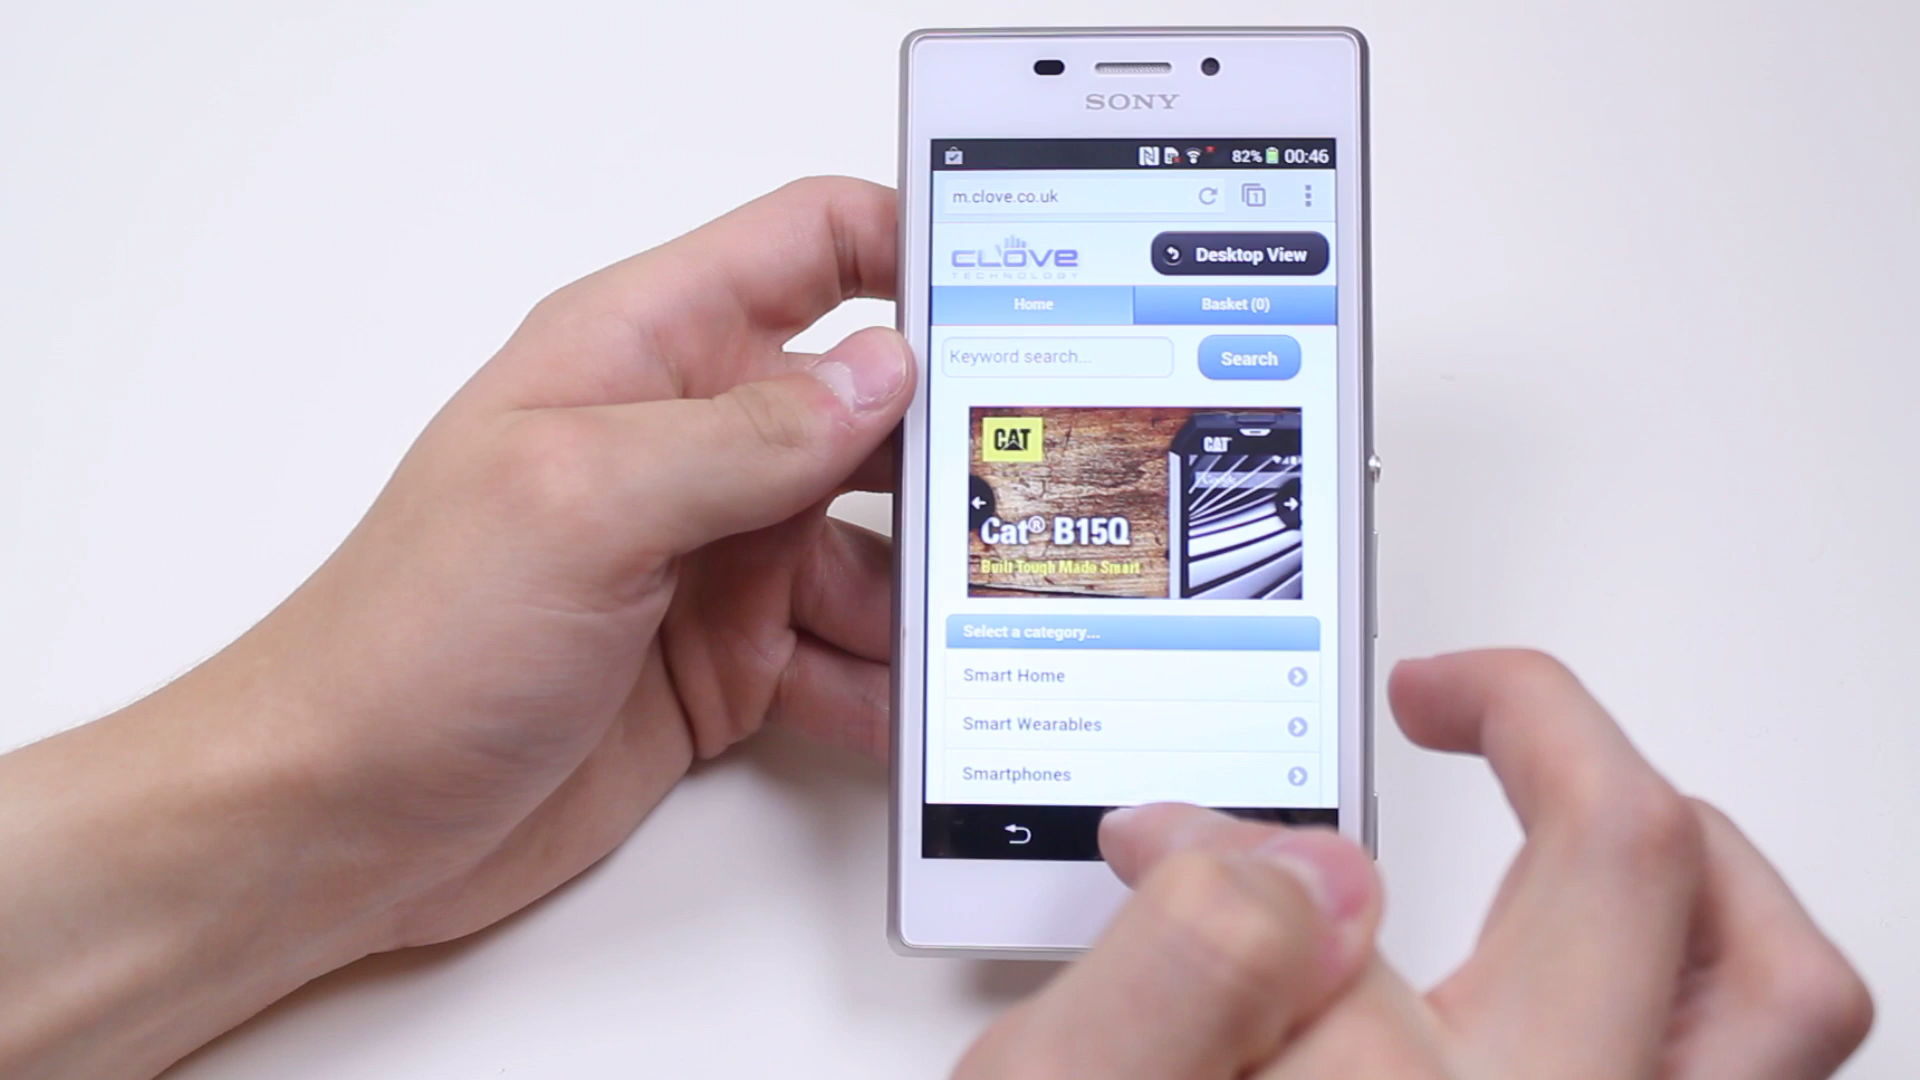 SONY
82% 00:46
m.clove.co.uk
1
CLOVE
TECHNOLOGY
Desktop View
Home
Basket (0)
Keyword search...
Search
CAT
CAT
Cat® B15Q
Built Tough Made Smart
Select a category...
Smart Home
Smart Wearables
Smartphones